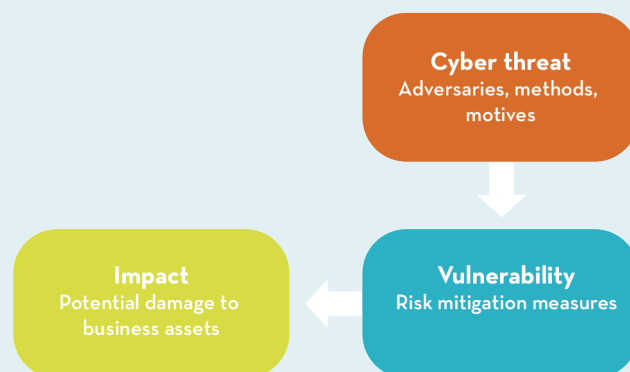 Cyber threat
Adversaries, methods,
motives
Impact
Potential damage to
business assets
Vulnerability
Risk mitigation measures